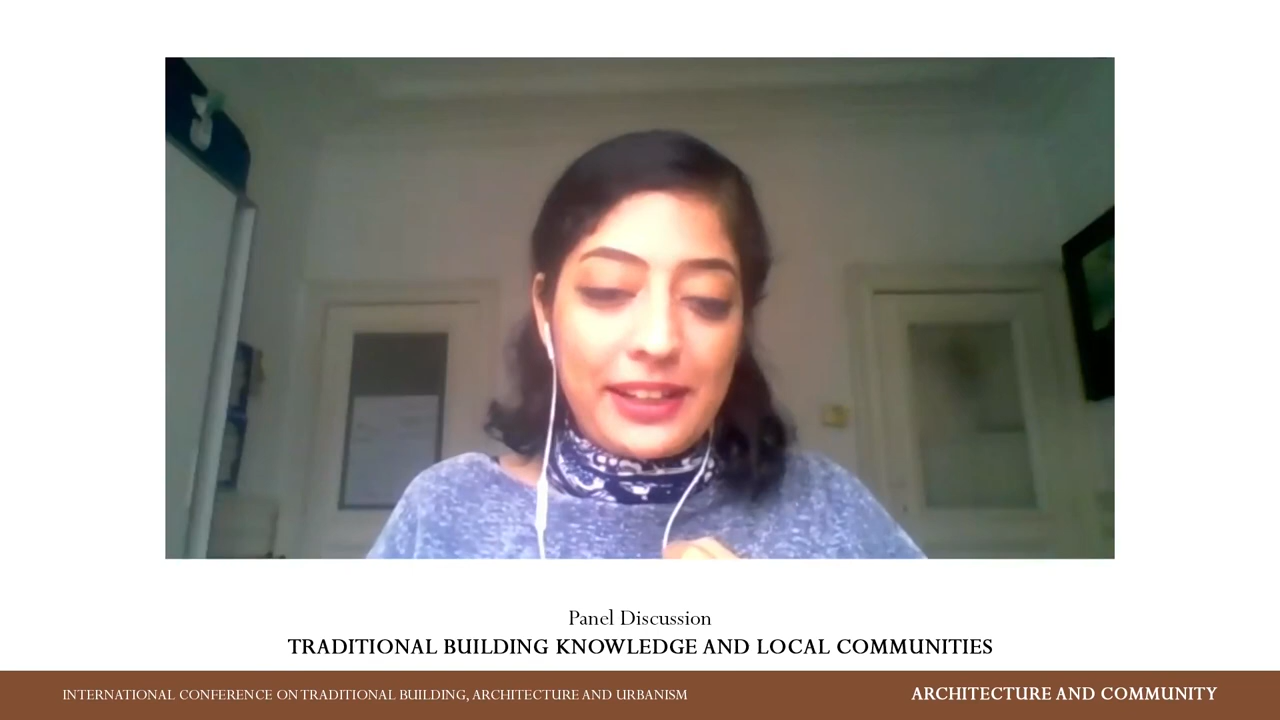 Panel Discussion
TRADITIONAL BUILDING KNOWLEDGE AND LOCAL COMMUNITIES
INTERNATIONAL CONFERENCE ON TRADITIONAL BUILDING, ARCHITECTURE AND URBANISM
ARCHITECTURE AND COMMUNITY